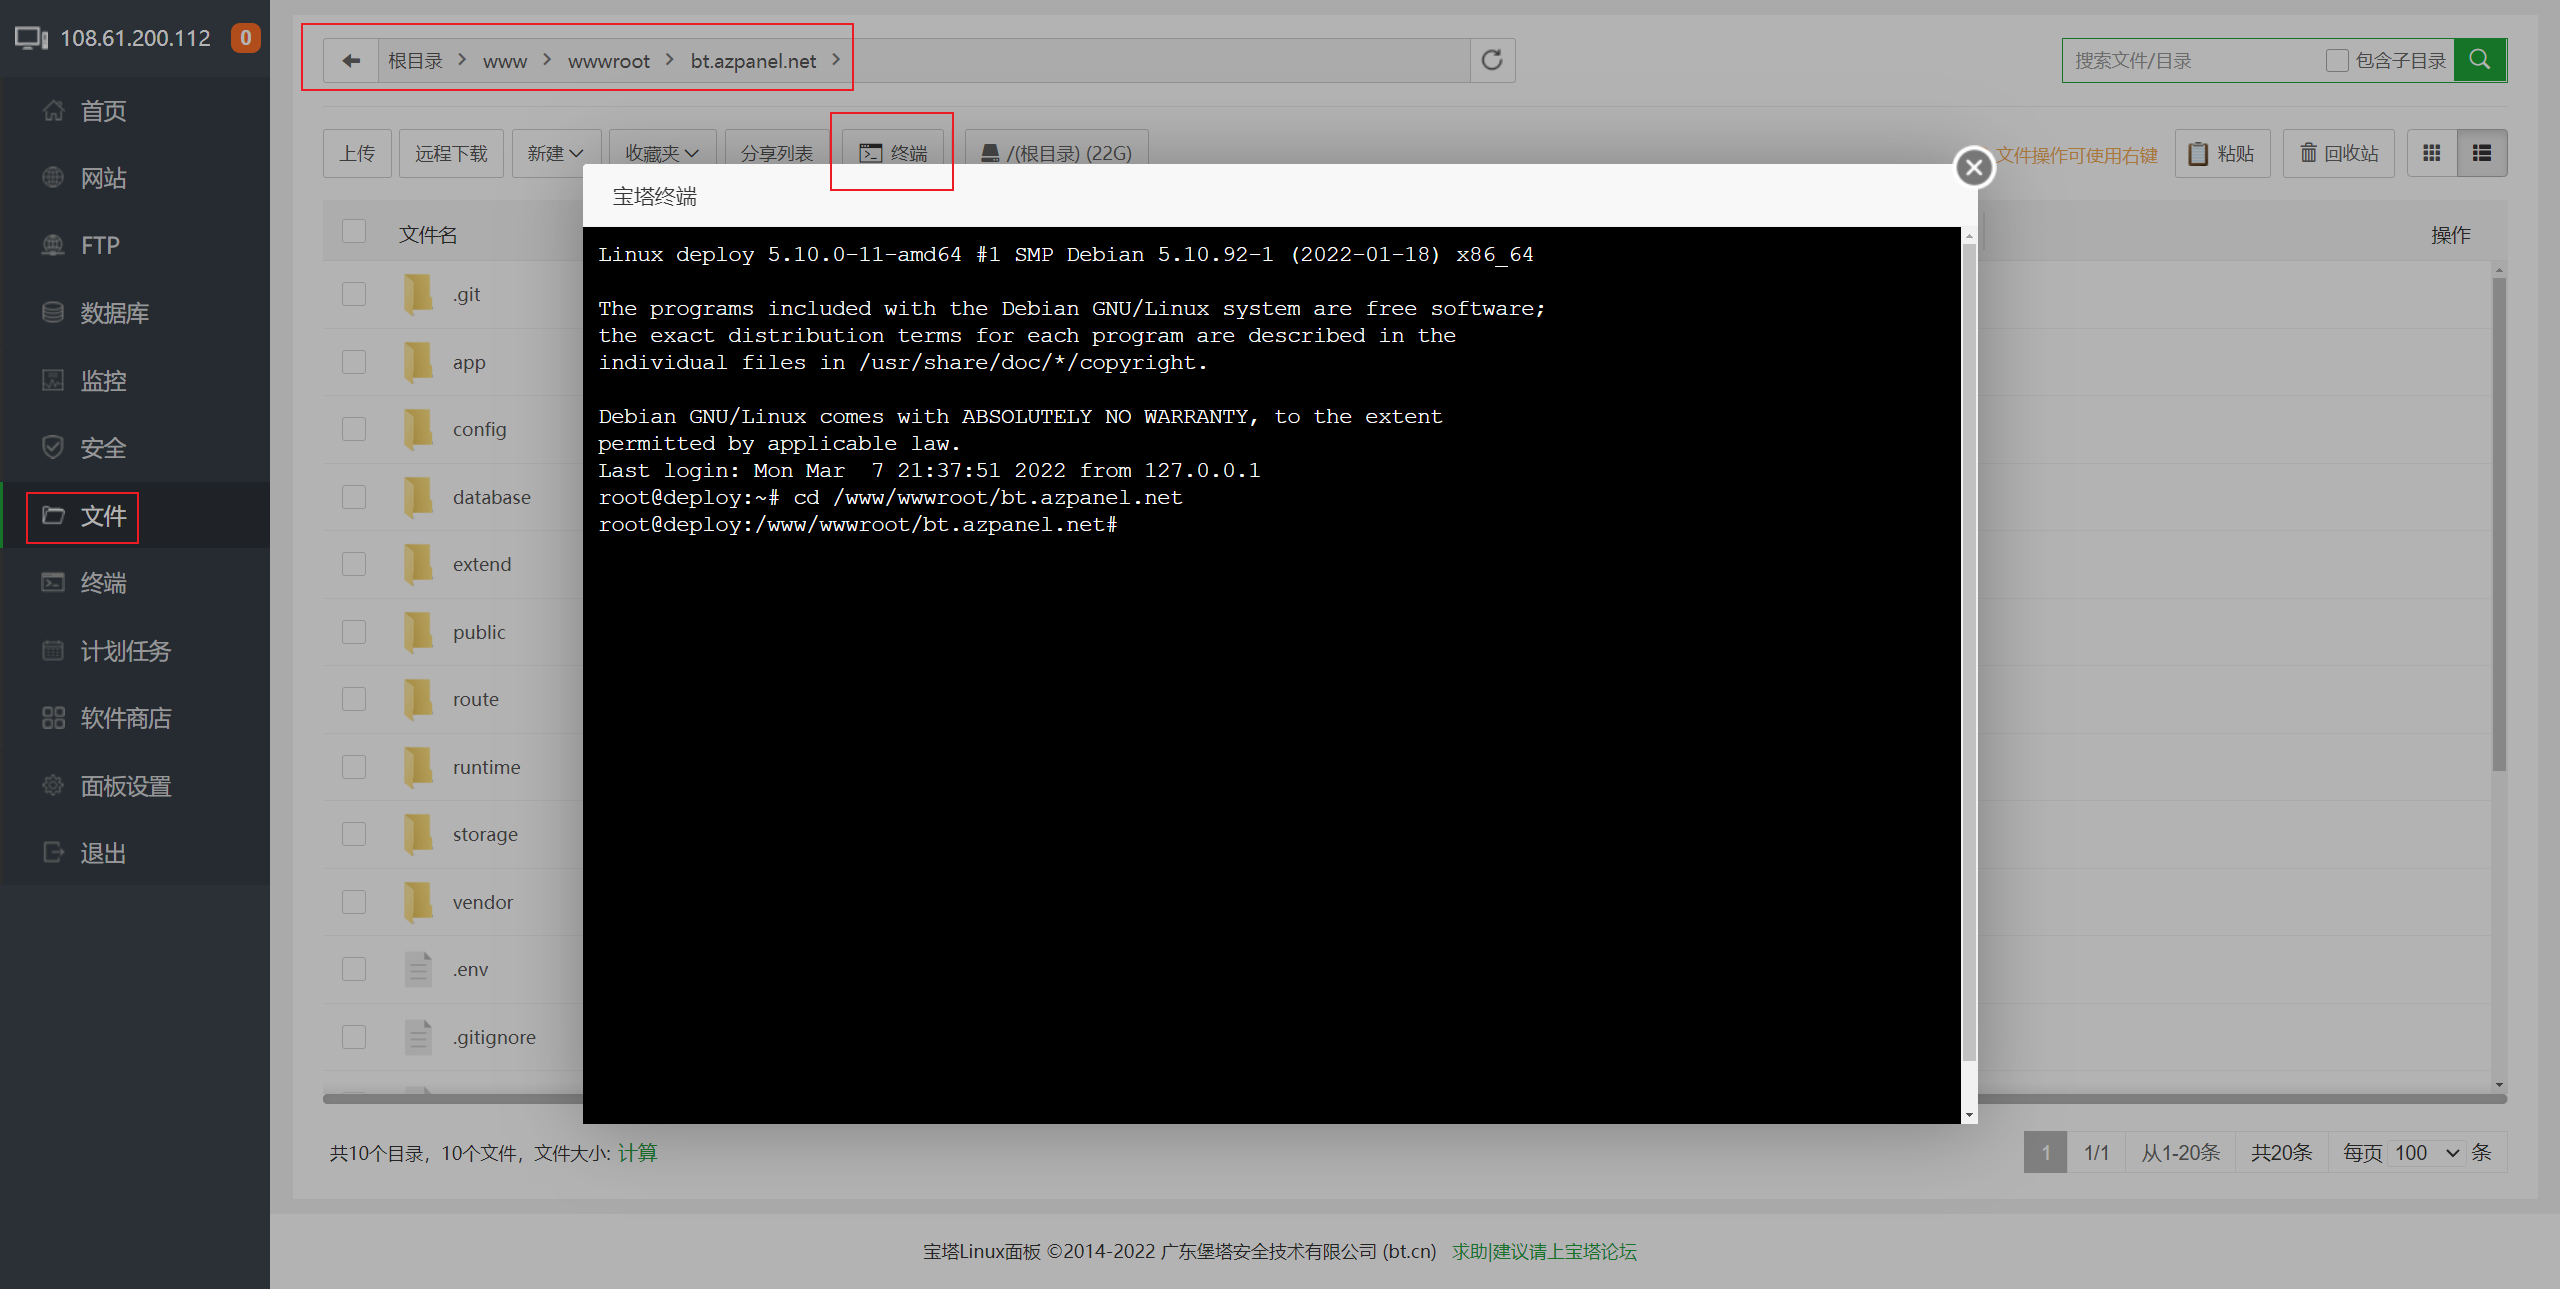 108.61.200.112 0
首页
网站
FTP
数据库
监控
安全
文件
终端
计划任务
软件商店
面板设置
退出
根目录 www wwwroot bt.azpanel.net
搜索文件/目录 包含子目录
上传 远程下载 新建 收藏夹 分享列表 终端 /(根目录) (22G) 文件操作可使用右键 粘贴 回收站
文件名 操作
.git
app
config
database
extend
public
route
runtime
storage
vendor
.env
.gitignore
宝塔终端
Linux deploy 5.10.0-11-amd64 #1 SMP Debian 5.10.92-1 (2022-01-18) x86_64
The programs included with the Debian GNU/Linux system are free software;
the exact distribution terms for each program are described in the
individual files in /usr/share/doc/*/copyright.
Debian GNU/Linux comes with ABSOLUTELY NO WARRANTY, to the extent
permitted by applicable law.
Last login: Mon Mar  7 21:37:51 2022 from 127.0.0.1
root@deploy:~# cd /www/wwwroot/bt.azpanel.net
root@deploy:/www/wwwroot/bt.azpanel.net#
共10个目录，10个文件，文件大小: 计算
1 1/1 从1-20条 共20条 每页 100 条
宝塔Linux面板 ©2014-2022 广东堡塔安全技术有限公司 (bt.cn) 求助|建议请上宝塔论坛